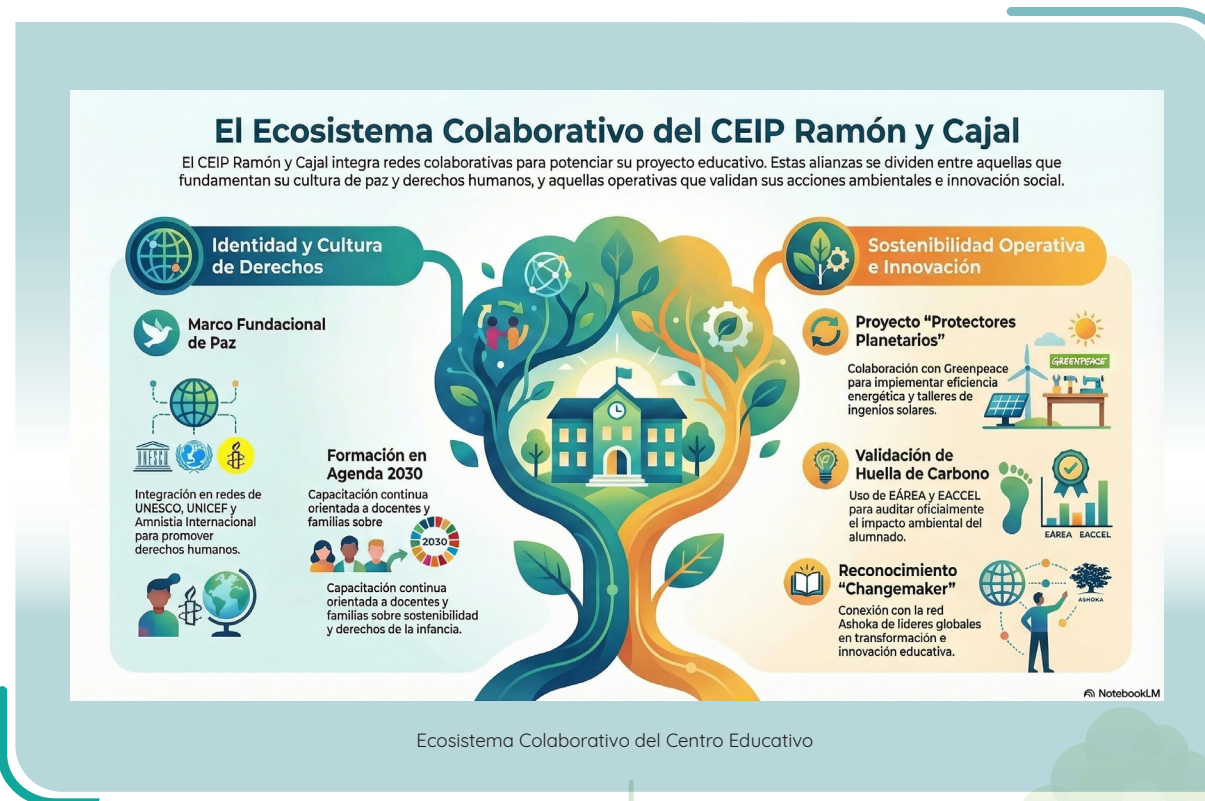 El Ecosistema Colaborativo del CEIP Ramón y Cajal
El CEIP Ramón y Cajal integra redes colaborativas para potenciar su proyecto educativo. Estas alianzas se dividen entre aquellas que
fundamentan su cultura de paz y derechos humanos, y aquellas operativas que validan sus acciones ambientales e innovación social.
Identidad y Cultura
de Derechos
Marco Fundacional
de Paz
UNESCO
Integración en redes de
UNESCO, UNICEF y
Amnistia Internacional
para promover
derechos humanos.
Formación en
Agenda 2030
Capacitación continua
orientada a docentes y
familias sobre
2030
Capacitación continua
orientada a docentes y
familias sobre sostenibilidad
y derechos de la infancia.
Sostenibilidad Operativa
e Innovación
Proyecto “Protectores
Planetarios”
Colaboración con Greenpeace
para implementar eficiencia
energética y talleres de
ingenios solares.
GREENPEACE
Validación de
Huella de Carbono
Uso de EÁREA y EACCEL
para auditar oficialmente
el impacto ambiental del
alumnado.
EÁREA EACCEL
Reconocimiento
“Changemaker”
Conexión con la red
Ashoka de lideres globales
en transformación e
innovación educativa.
ASHOKA
NotebookLM
Ecosistema Colaborativo del Centro Educativo